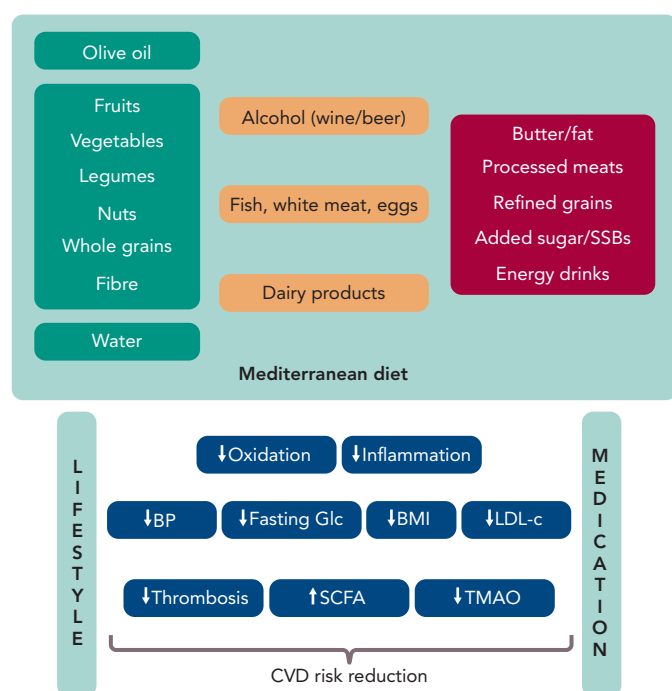 Olive oil
Fruits
Vegetables
Legumes
Nuts
Whole grains
Fibre
Water
Alcohol (wine/beer)
Fish, white meat, eggs
Dairy products
Butter/fat
Processed meats
Refined grains
Added sugar/SSBs
Energy drinks
Mediterranean diet
LIFESTYLE
↓Oxidation
↓Inflammation
↓BP
↓Fasting Glc
↓BMI
↓LDL-c
↓Thrombosis
↑SCFA
↓TMAO
CVD risk reduction
MEDICATION